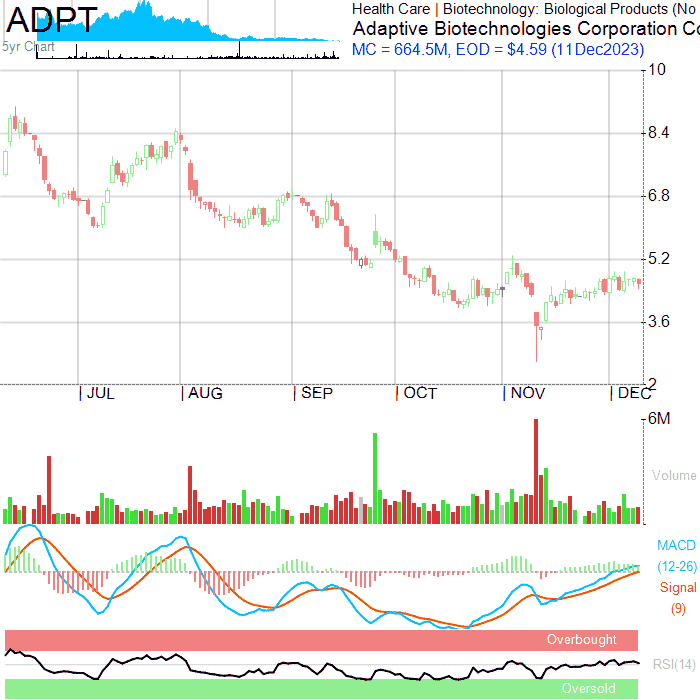 ADPT
5yr Chart
Health Care | Biotechnology: Biological Products (No
Adaptive Biotechnologies Corporation Co
MC = 664.5M, EOD = $4.59 (11Dec2023)
10
8.4
6.8
5.2
3.6
2
JUL AUG SEP OCT NOV DEC
6M
Volume
MACD
(12-26)
Signal
(9)
Overbought
RSI(14)
Oversold